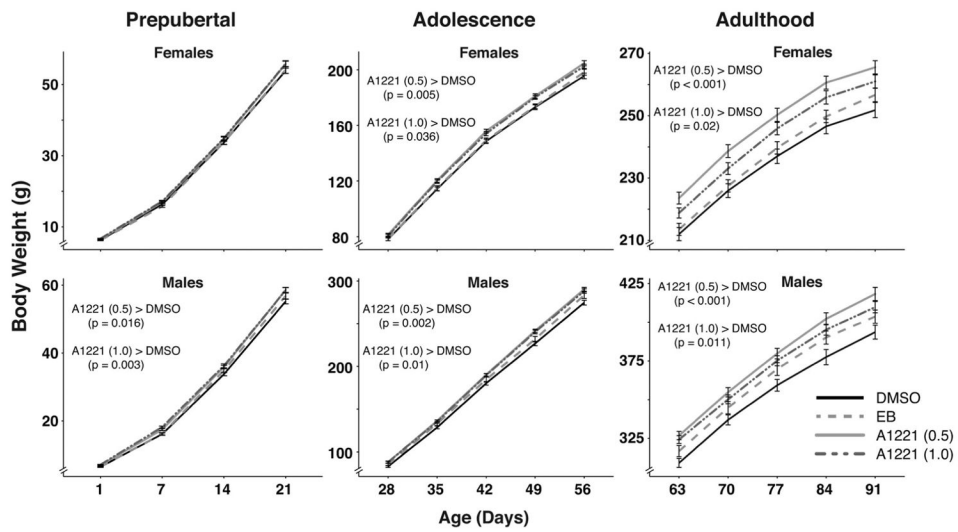 Prepubertal
Adolescence
Adulthood
Body Weight (g)
Females
50
30
10
Females
A1221 (0.5) > DMSO
(p = 0.005)
A1221 (1.0) > DMSO
(p = 0.036)
200
160
120
80
Females
A1221 (0.5) > DMSO
(p < 0.001)
A1221 (1.0) > DMSO
(p = 0.02)
270
250
230
210
Males
A1221 (0.5) > DMSO
(p = 0.016)
A1221 (1.0) > DMSO
(p = 0.003)
60
40
20
1 7 14 21
Males
A1221 (0.5) > DMSO
(p = 0.002)
A1221 (1.0) > DMSO
(p = 0.01)
300
200
100
28 35 42 49 56
Males
A1221 (0.5) > DMSO
(p < 0.001)
A1221 (1.0) > DMSO
(p = 0.011)
425
375
325
63 70 77 84 91
DMSO
EB
A1221 (0.5)
A1221 (1.0)
Age (Days)